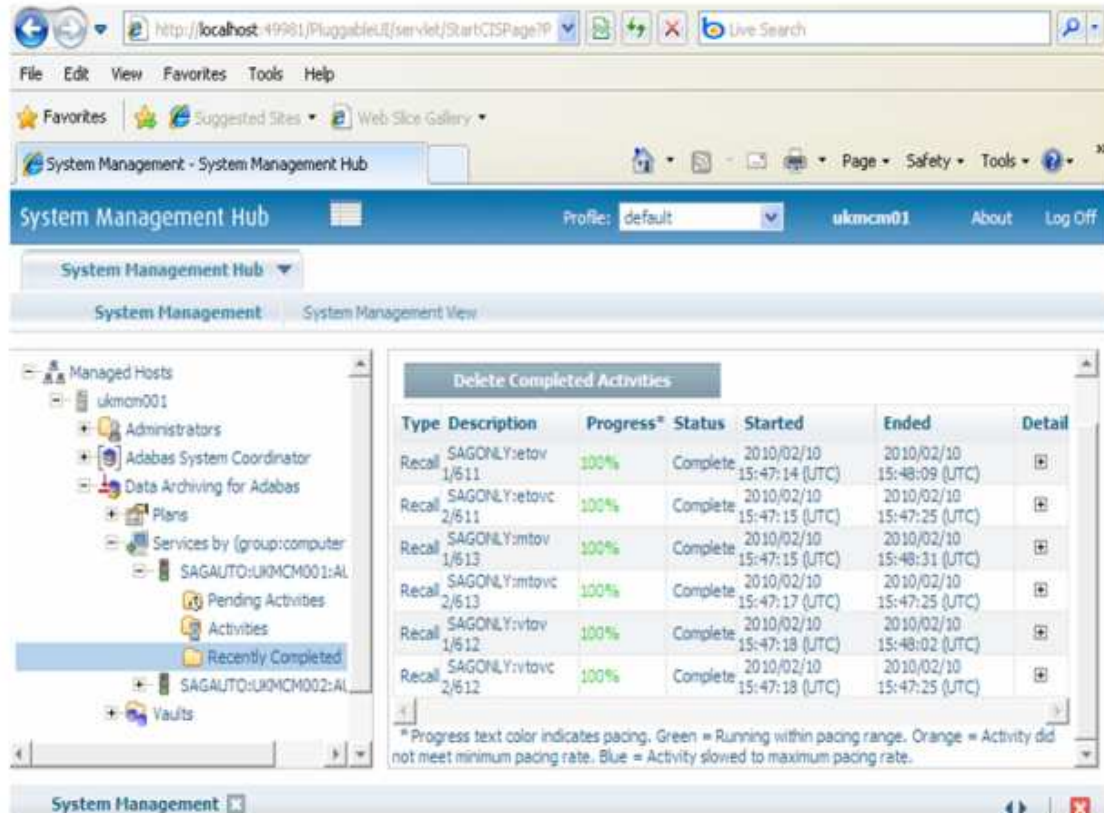 http://localhost:49981/PluggableUI/servlet/StartCISPage?P
Live Search
File Edit View Favorites Tools Help
Favorites Suggested Sites Web Slice Gallery
System Management - System Management Hub
Page Safety Tools
System Management Hub
Profile: default
ukmcm01 About Log Off
System Management Hub
System Management System Management View
Managed Hosts
ukmcm001
Administrators
Adabas System Coordinator
Data Archiving for Adabas
Plans
Services by (group:computer
SAGAUTO:UKMCM001:AU
Pending Activities
Activities
Recently Completed
SAGAUTO:UKMCM002:AU
Vaults
Delete Completed Activities
Type Description Progress* Status Started Ended Detail
Recall SAGONLY:etov 1/611 100% Complete 2010/02/10 15:47:14 (UTC) 2010/02/10 15:48:09 (UTC)
Recall SAGONLY:etovc 2/611 100% Complete 2010/02/10 15:47:15 (UTC) 2010/02/10 15:47:25 (UTC)
Recall SAGONLY:mtov 1/613 100% Complete 2010/02/10 15:47:15 (UTC) 2010/02/10 15:48:31 (UTC)
Recall SAGONLY:mtovc 2/613 100% Complete 2010/02/10 15:47:17 (UTC) 2010/02/10 15:47:25 (UTC)
Recall SAGONLY:vtov 1/612 100% Complete 2010/02/10 15:47:18 (UTC) 2010/02/10 15:48:02 (UTC)
Recall SAGONLY:vtovc 2/612 100% Complete 2010/02/10 15:47:18 (UTC) 2010/02/10 15:47:25 (UTC)
* Progress text color indicates pacing. Green = Running within pacing range. Orange = Activity did
not meet minimum pacing rate. Blue = Activity slowed to maximum pacing rate.
System Management